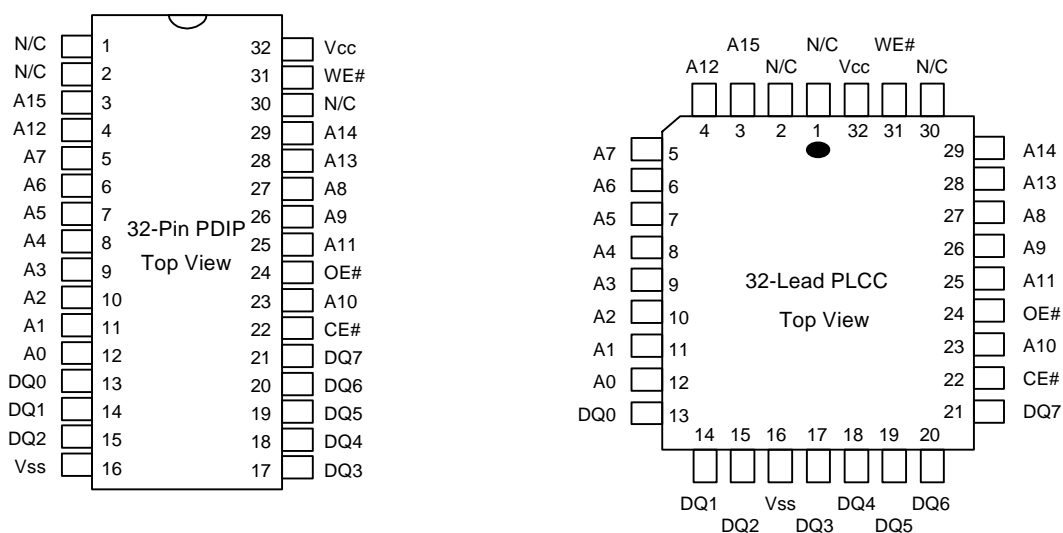 N/C 1 32 Vcc
N/C 2 31 WE#
A15 3 30 N/C
A12 4 29 A14
A7 5 28 A13
A6 6 27 A8
A5 7 26 A9
A4 8 25 A11
A3 9 24 OE#
A2 10 23 A10
A1 11 22 CE#
A0 12 21 DQ7
DQ0 13 20 DQ6
DQ1 14 19 DQ5
DQ2 15 18 DQ4
Vss 16 17 DQ3
32-Pin PDIP
Top View
A15 N/C WE#
A12 N/C Vcc N/C
4 3 2 1 32 31 30
A7 5 29 A14
A6 6 28 A13
A5 7 27 A8
A4 8 26 A9
A3 9 25 A11
A2 10 24 OE#
A1 11 23 A10
A0 12 22 CE#
DQ0 13 21 DQ7
32-Lead PLCC
Top View
14 15 16 17 18 19 20
DQ1 Vss DQ4 DQ6
DQ2 DQ3 DQ5